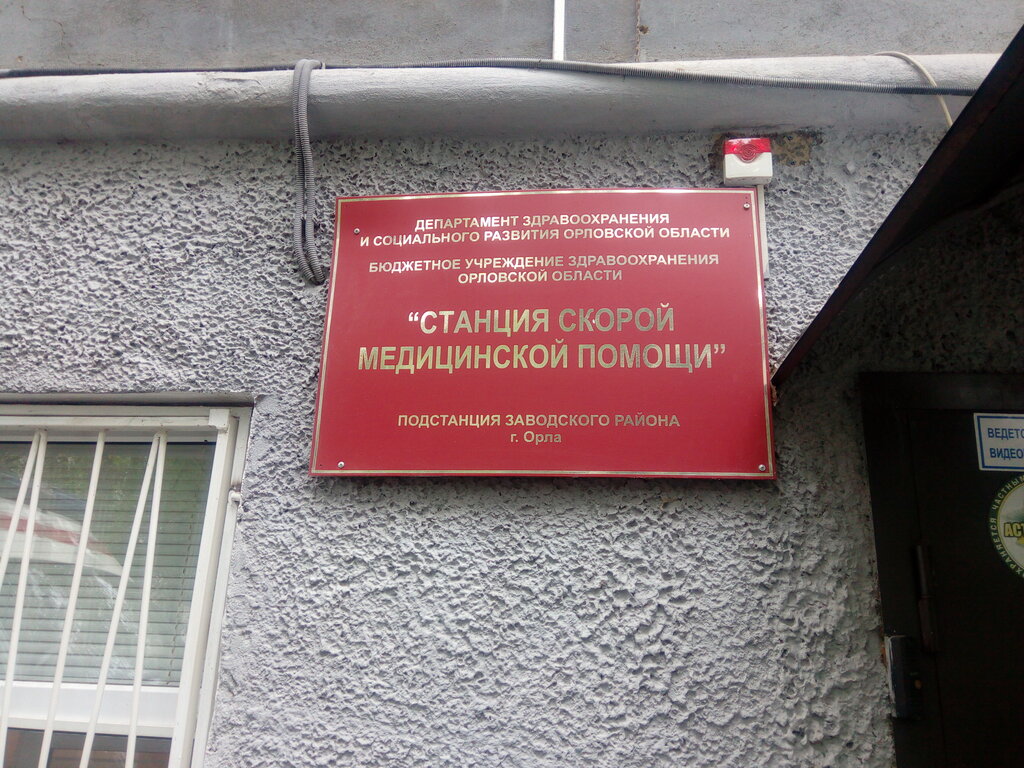 ДЕПАРТАМЕНТ ЗДРАВООХРАНЕНИЯ
И СОЦИАЛЬНОГО РАЗВИТИЯ ОРЛОВСКОЙ ОБЛАСТИ
БЮДЖЕТНОЕ УЧРЕЖДЕНИЕ ЗДРАВООХРАНЕНИЯ
ОРЛОВСКОЙ ОБЛАСТИ
“СТАНЦИЯ СКОРОЙ
МЕДИЦИНСКОЙ ПОМОЩИ”
ПОДСТАНЦИЯ ЗАВОДСКОГО РАЙОНА
г. Орла